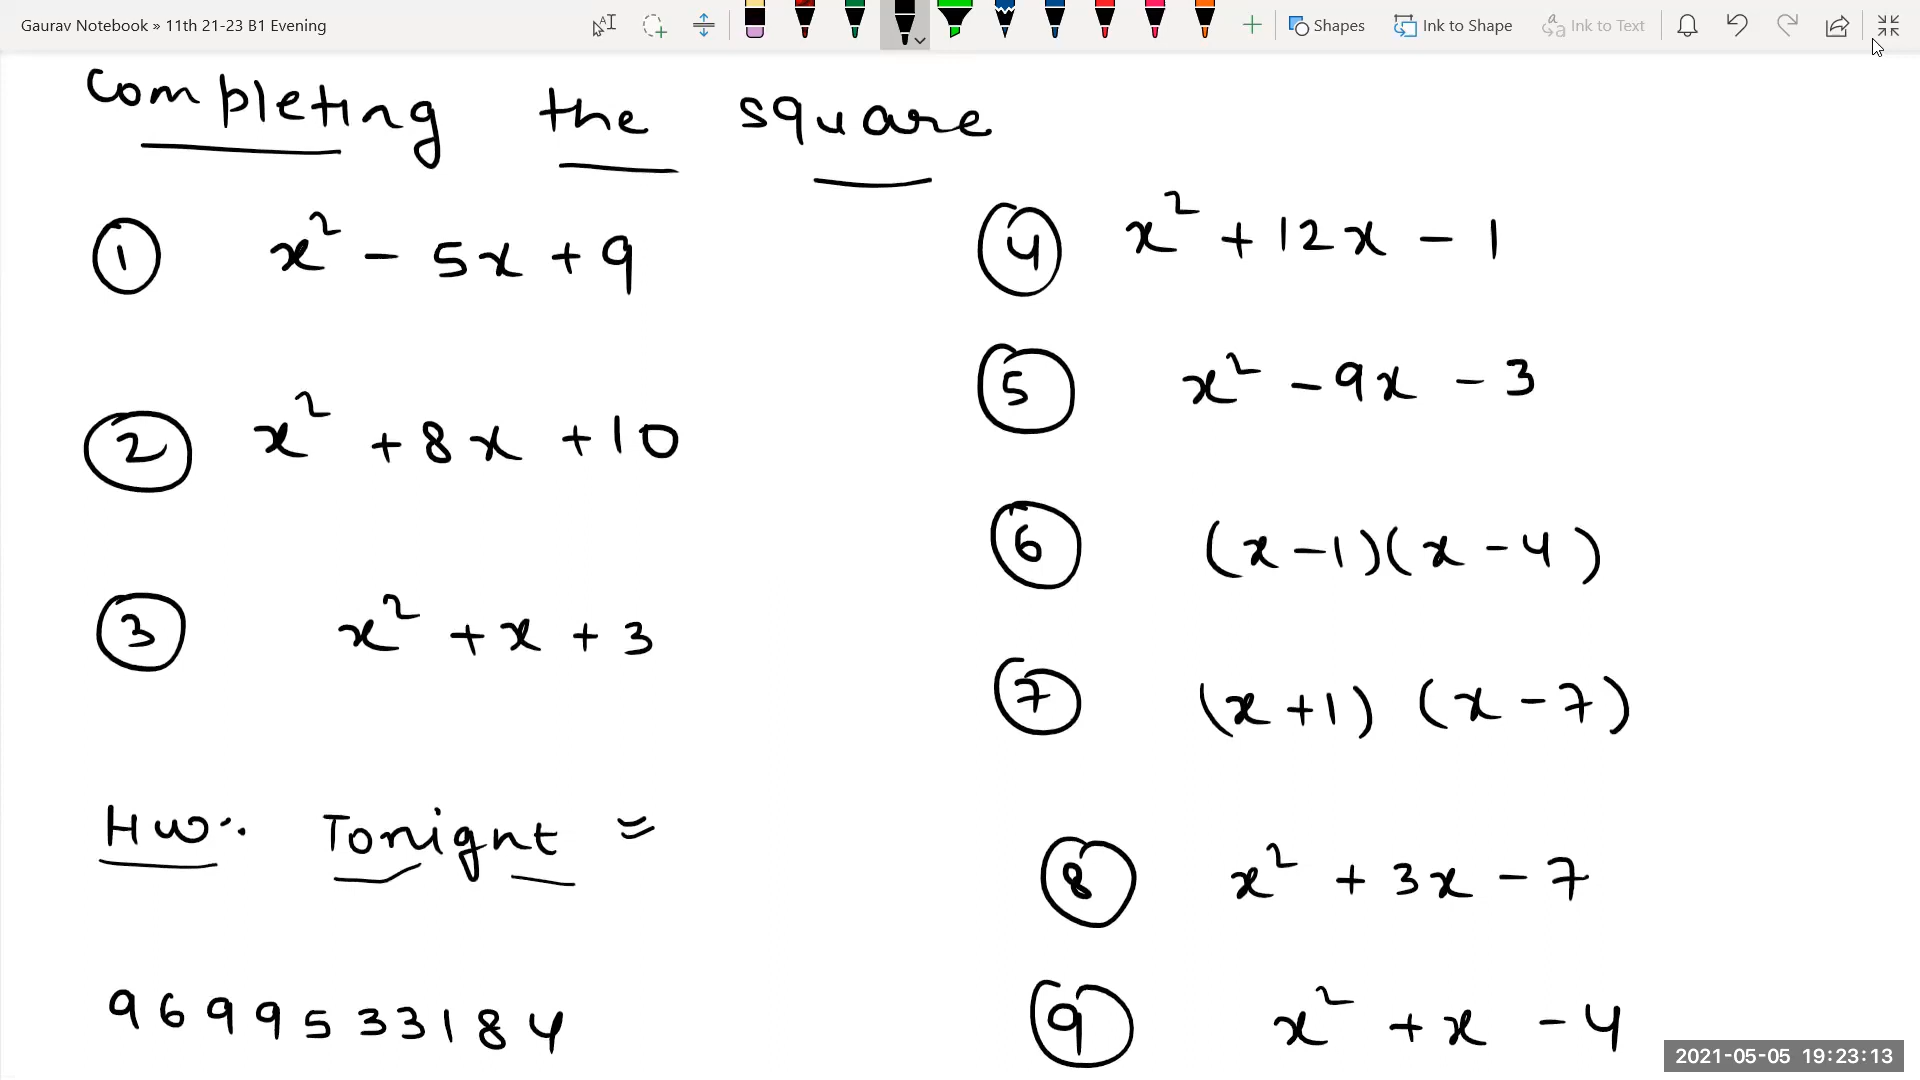 Gaurav Notebook » 11th 21-23 B1 Evening
Shapes
Ink to Shape
Ink to Text
Completing the square
① x² - 5x + 9
② x² + 8x + 10
③ x² + x + 3
HW: Tonight =
9699533184
④ x² + 12x - 1
⑤ x² - 9x - 3
⑥ (x - 1)(x - 4)
⑦ (x + 1) (x - 7)
⑧ x² + 3x - 7
⑨ x² + x - 4
2021-05-05 19:23:13